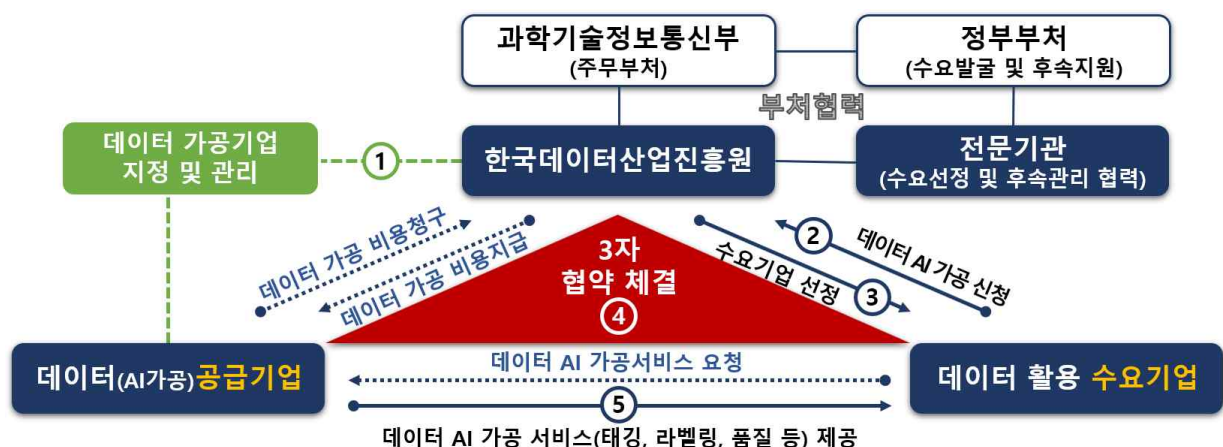 과학기술정보통신부
(주무부처)
정부부처
(수요발굴 및 후속지원)
부처협력
데이터 가공기업
지정 및 관리
1
한국데이터산업진흥원
전문기관
(수요선정 및 후속관리 협력)
데이터 가공 비용청구
데이터 가공 비용지급
3자
협약 체결
4
수요기업 선정
3
2
데이터 AI 가공 신청
데이터(AI가공) 공급기업
데이터 AI 가공서비스 요청
5
데이터 AI 가공 서비스(태깅, 라벨링, 품질 등) 제공
데이터 활용 수요기업